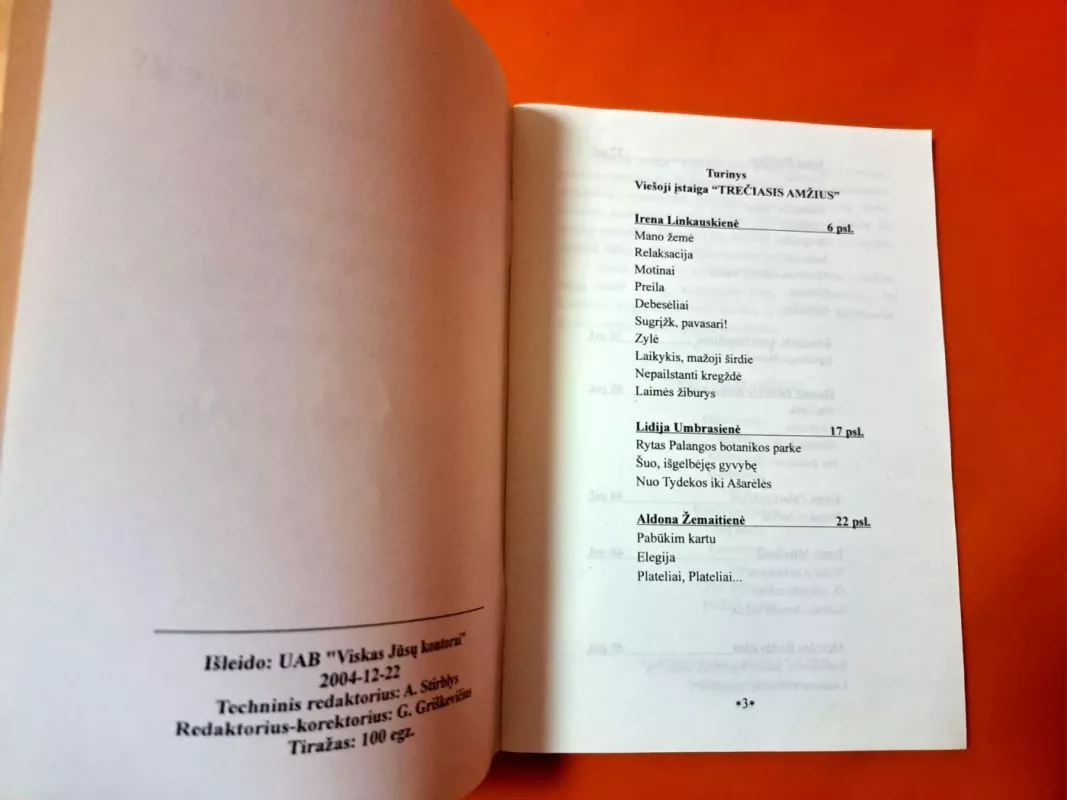 Išleido: UAB "Viskas Jūsų kontorai"
2004-12-22
Techninis redaktorius: A. Stirblys
Redaktorius-korektorius: G. Griškevičius
Tiražas: 100 egz.
Turinys
Viešoji įstaiga “TREČIASIS AMŽIUS”
Irena Linkauskienė 6 psl.
Mano žemė
Relaksacija
Motinai
Preila
Debesėliai
Sugrįžk, pavasari!
Zylė
Laikykis, mažoji širdie
Nepailstanti kregždė
Laimės žiburys
Lidija Umbrasienė 17 psl.
Rytas Palangos botanikos parke
Šuo, išgelbėjęs gyvybę
Nuo Tydekos iki Ašarėlės
Aldona Žemaitienė 22 psl.
Pabūkim kartu
Elegija
Plateliai, Plateliai...
*3*